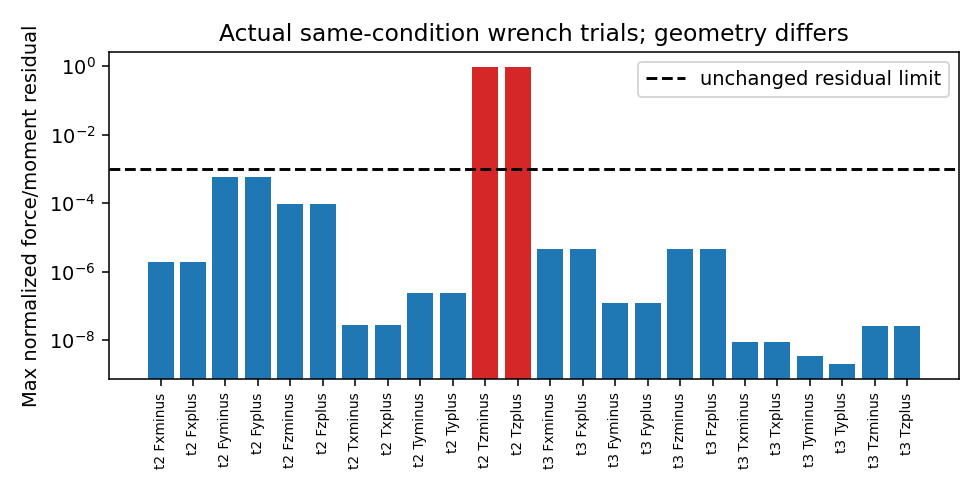 Actual same-condition wrench trials; geometry differs
Max normalized force/moment residual
10⁰
10⁻²
10⁻⁴
10⁻⁶
10⁻⁸
unchanged residual limit
t2 Fxminus
t2 Fxplus
t2 Fyminus
t2 Fyplus
t2 Fzminus
t2 Fzplus
t2 Txminus
t2 Txplus
t2 Tyminus
t2 Typlus
t2 Tzminus
t2 Tzplus
t3 Fxminus
t3 Fxplus
t3 Fyminus
t3 Fyplus
t3 Fzminus
t3 Fzplus
t3 Txminus
t3 Txplus
t3 Tyminus
t3 Typlus
t3 Tzminus
t3 Tzplus